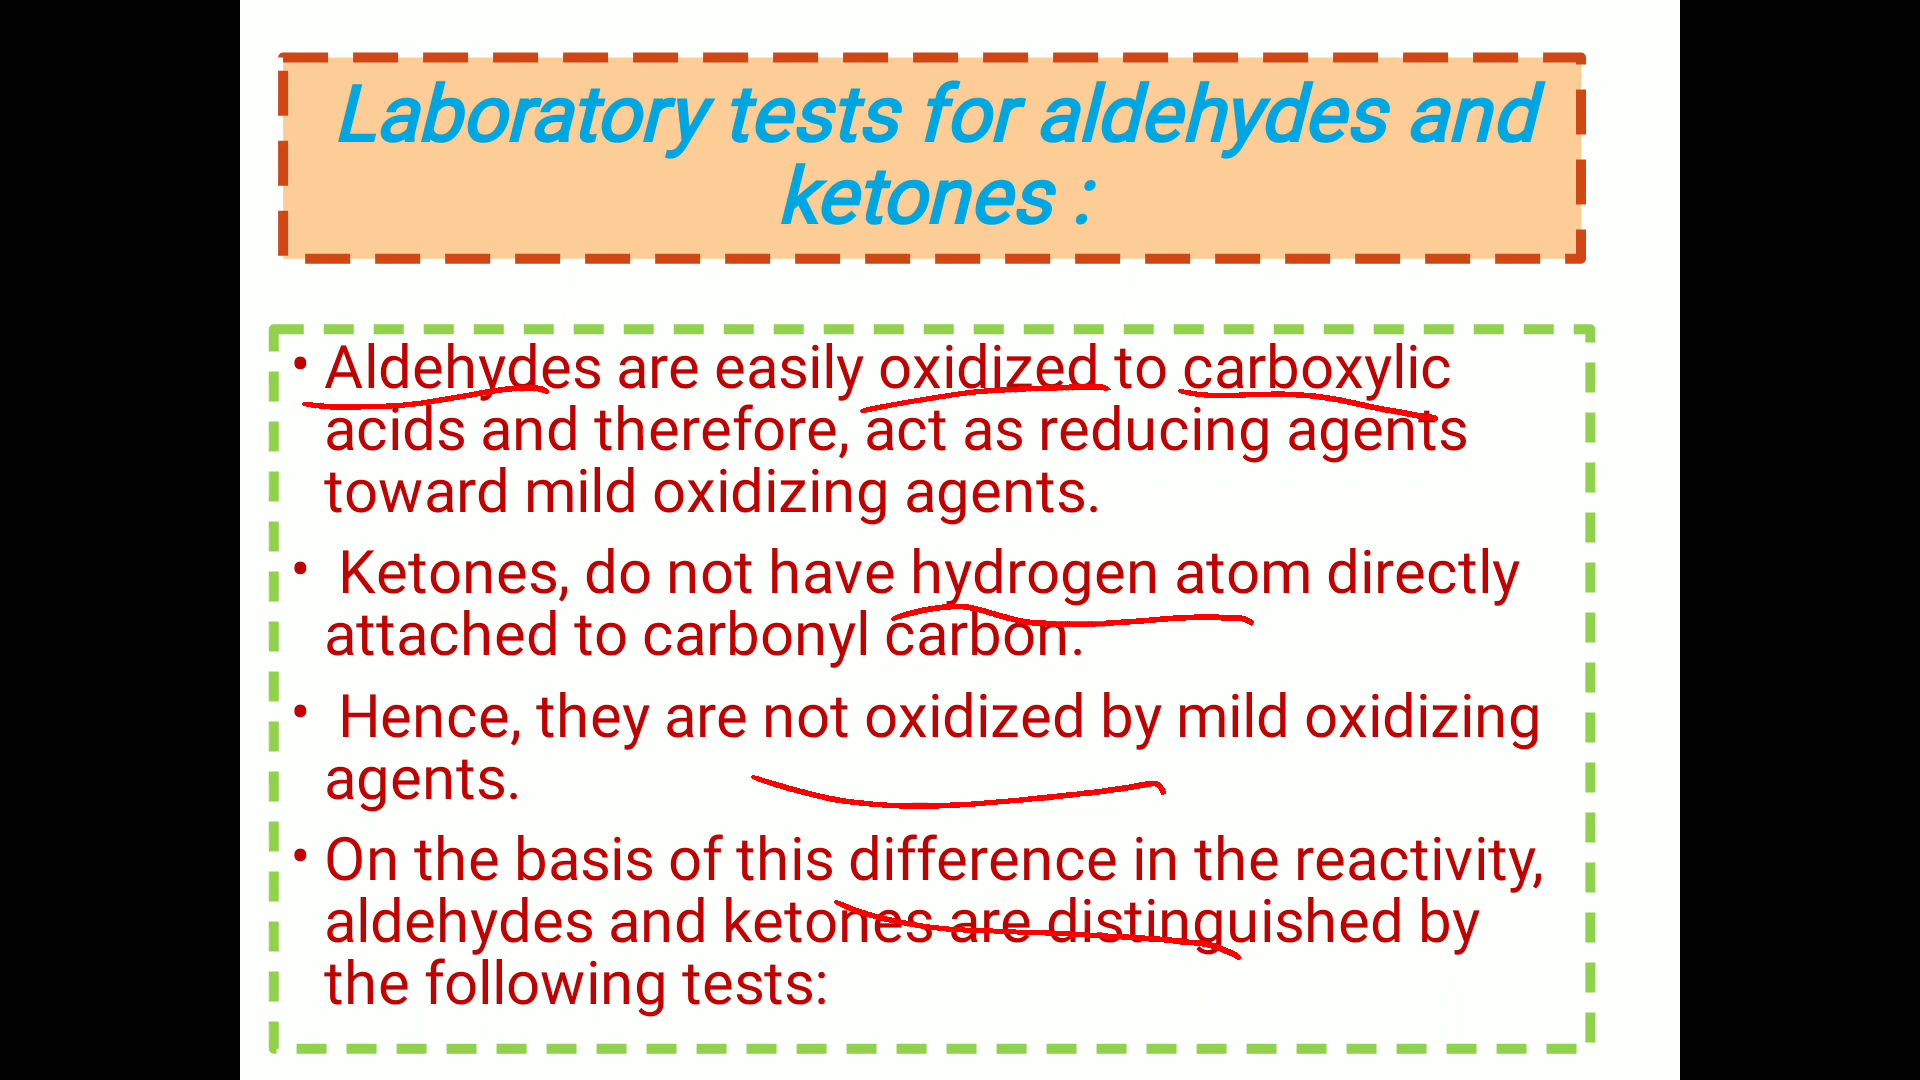 Laboratory tests for aldehydes and
ketones :
• Aldehydes are easily oxidized to carboxylic
acids and therefore, act as reducing agents
toward mild oxidizing agents.
• Ketones, do not have hydrogen atom directly
attached to carbonyl carbon.
• Hence, they are not oxidized by mild oxidizing
agents.
• On the basis of this difference in the reactivity,
aldehydes and ketones are distinguished by
the following tests: